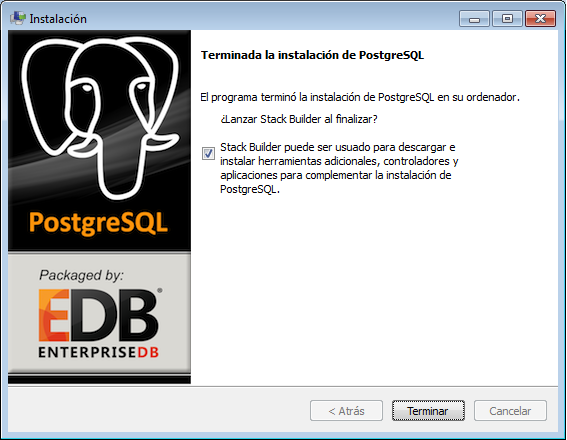 Instalación
Terminada la instalación de PostgreSQL
El programa terminó la instalación de PostgreSQL en su ordenador.
¿Lanzar Stack Builder al finalizar?
Stack Builder puede ser usado para descargar e
instalar herramientas adicionales, controladores y
aplicaciones para complementar la instalación de
PostgreSQL.
PostgreSQL
Packaged by:
EDB®
ENTERPRISEDB
< Atrás
Terminar
Cancelar